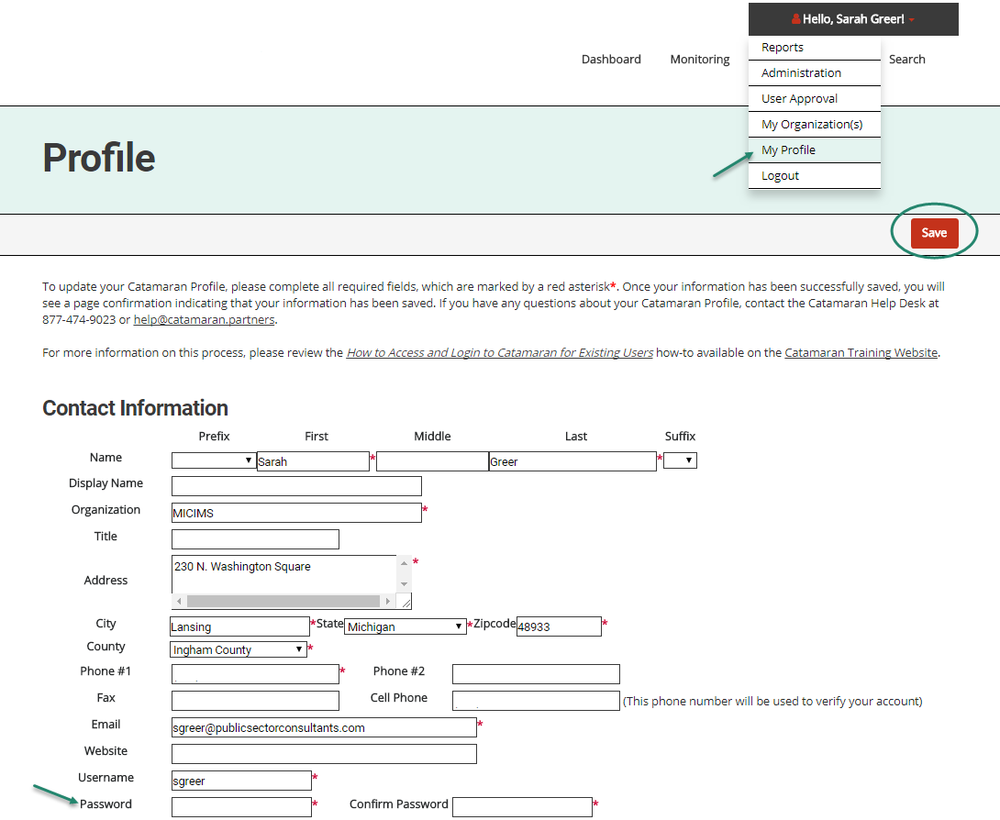 Hello, Sarah Greer!
Dashboard Monitoring Search
Reports
Administration
User Approval
My Organization(s)
My Profile
Logout
Profile
Save
To update your Catamaran Profile, please complete all required fields, which are marked by a red asterisk*. Once your information has been successfully saved, you will
see a page confirmation indicating that your information has been saved. If you have any questions about your Catamaran Profile, contact the Catamaran Help Desk at
877-474-9023 or help@catamaran.partners.
For more information on this process, please review the How to Access and Login to Catamaran for Existing Users how-to available on the Catamaran Training Website.
Contact Information
Prefix First Middle Last Suffix
Name Sarah * Greer *
Display Name
Organization MICIMS *
Title
Address 230 N. Washington Square *
City Lansing *State Michigan *Zipcode 48933 *
County Ingham County *
Phone #1 * Phone #2
Fax Cell Phone (This phone number will be used to verify your account)
Email sgreer@publicsectorconsultants.com *
Website
Username sgreer *
Password * Confirm Password *